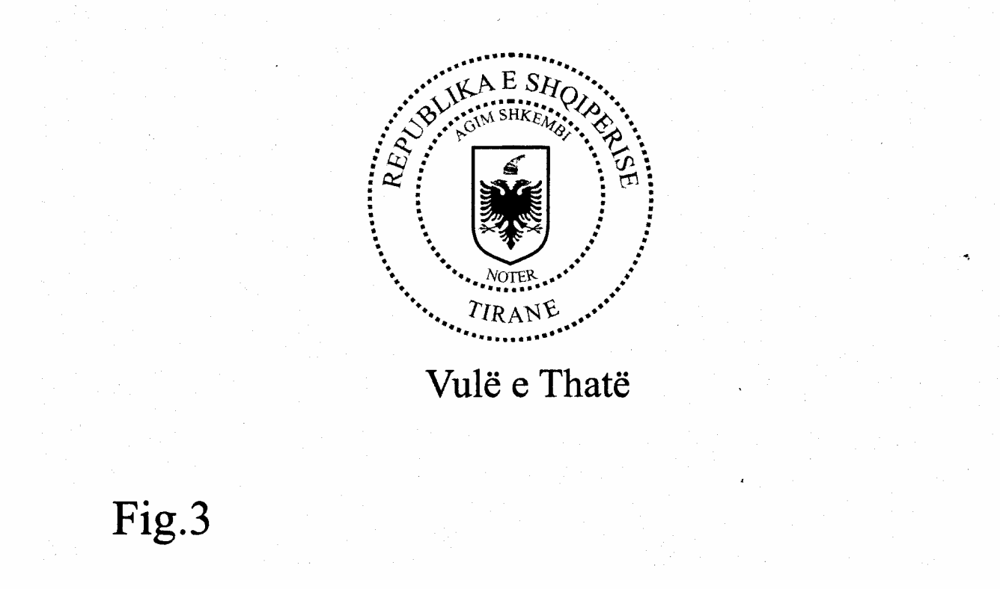 REPUBLIKA E SHQIPERISE
AGIM SHKEMBI
NOTER
TIRANE
Vulë e Thatë
Fig.3